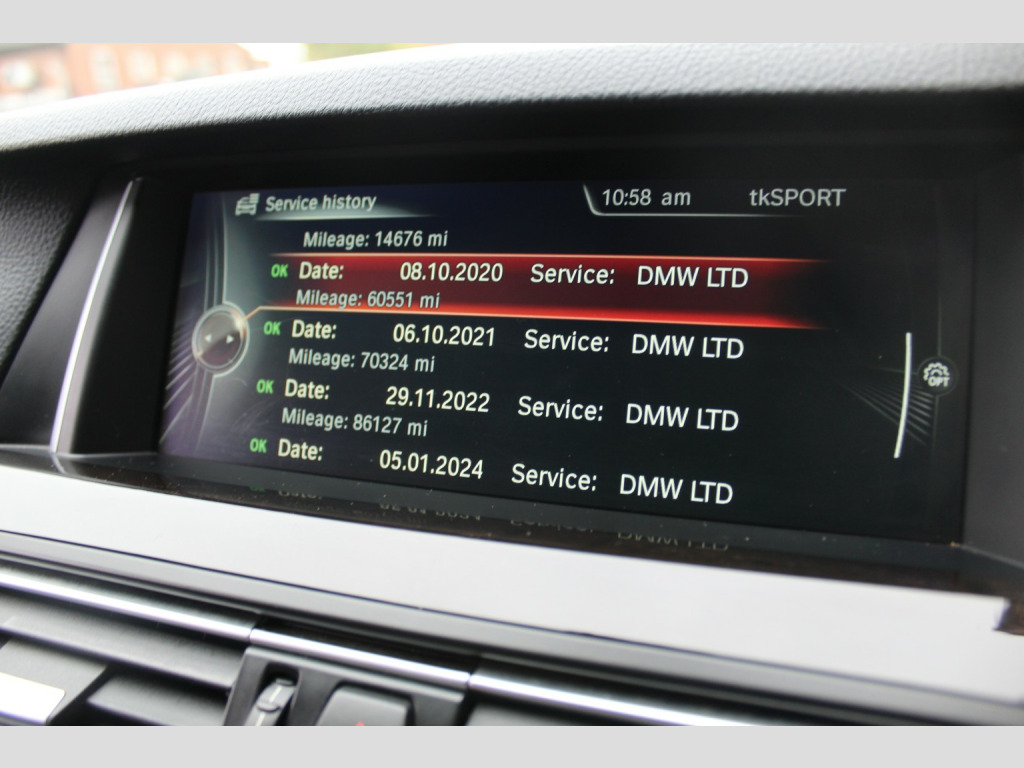 Service history 10:58 am tkSPORT
Mileage: 14676 mi
OK Date: 08.10.2020 Service: DMW LTD
Mileage: 60551 mi
OK Date: 06.10.2021 Service: DMW LTD
Mileage: 70324 mi
OK Date: 29.11.2022 Service: DMW LTD
Mileage: 86127 mi
OK Date: 05.01.2024 Service: DMW LTD
OPT